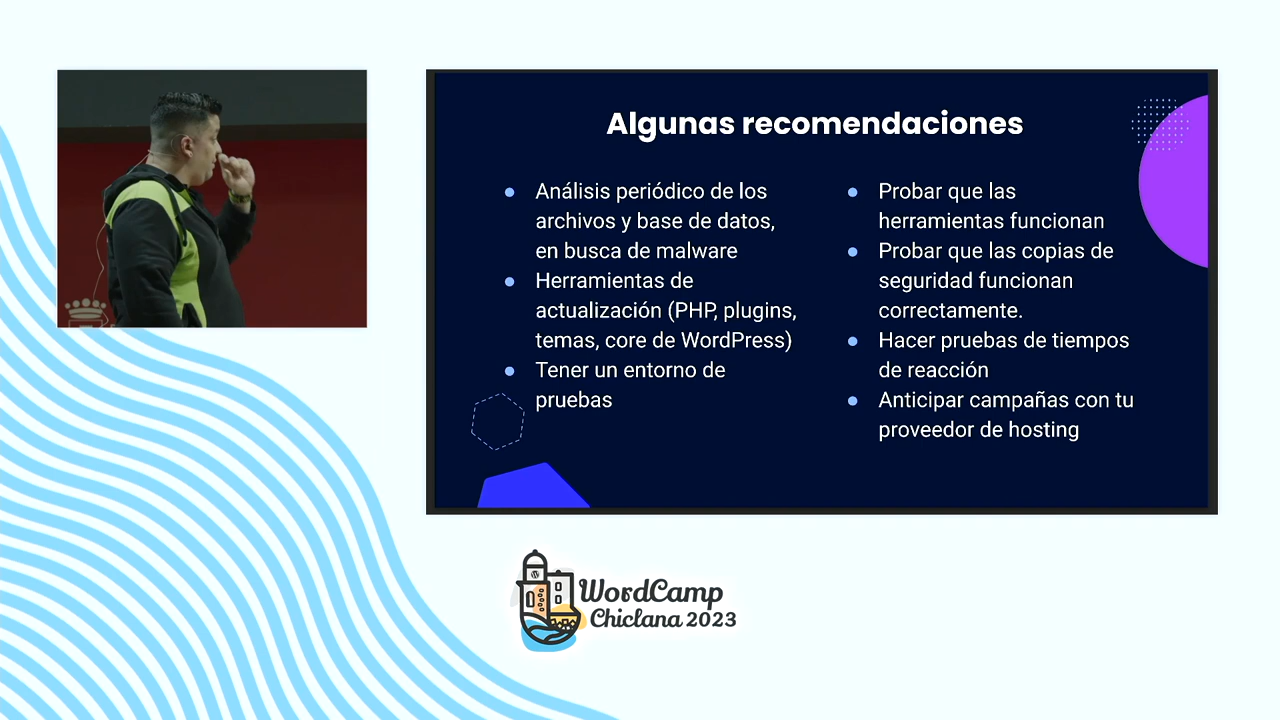 Algunas recomendaciones
Análisis periódico de los
archivos y base de datos,
en busca de malware
Herramientas de
actualización (PHP, plugins,
temas, core de WordPress)
Tener un entorno de
pruebas
Probar que las
herramientas funcionan
Probar que las copias de
seguridad funcionan
correctamente.
Hacer pruebas de tiempos
de reacción
Anticipar campañas con tu
proveedor de hosting
WordCamp
Chiclana 2023